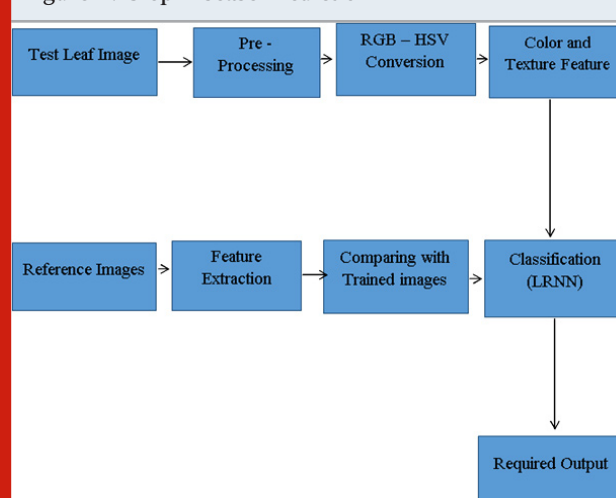 Test Leaf Image
Pre -
Processing
RGB – HSV
Conversion
Color and
Texture Feature
Reference Images
Feature
Extraction
Comparing with
Trained images
Classification
(LRNN)
Required Output